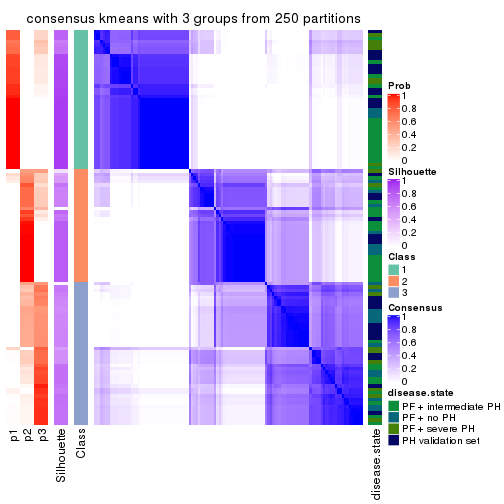 consensus kmeans with 3 groups from 250 partitions
Prob
1
0.8
0.6
0.4
0.2
0
Silhouette
1
0.8
0.6
0.4
0.2
0
Class
1
2
3
Consensus
1
0.8
0.6
0.4
0.2
0
disease.state
PF + intermediate PH
PF + no PH
PF + severe PH
PH validation set
p1
p2
p3
Silhouette
Class
disease.state